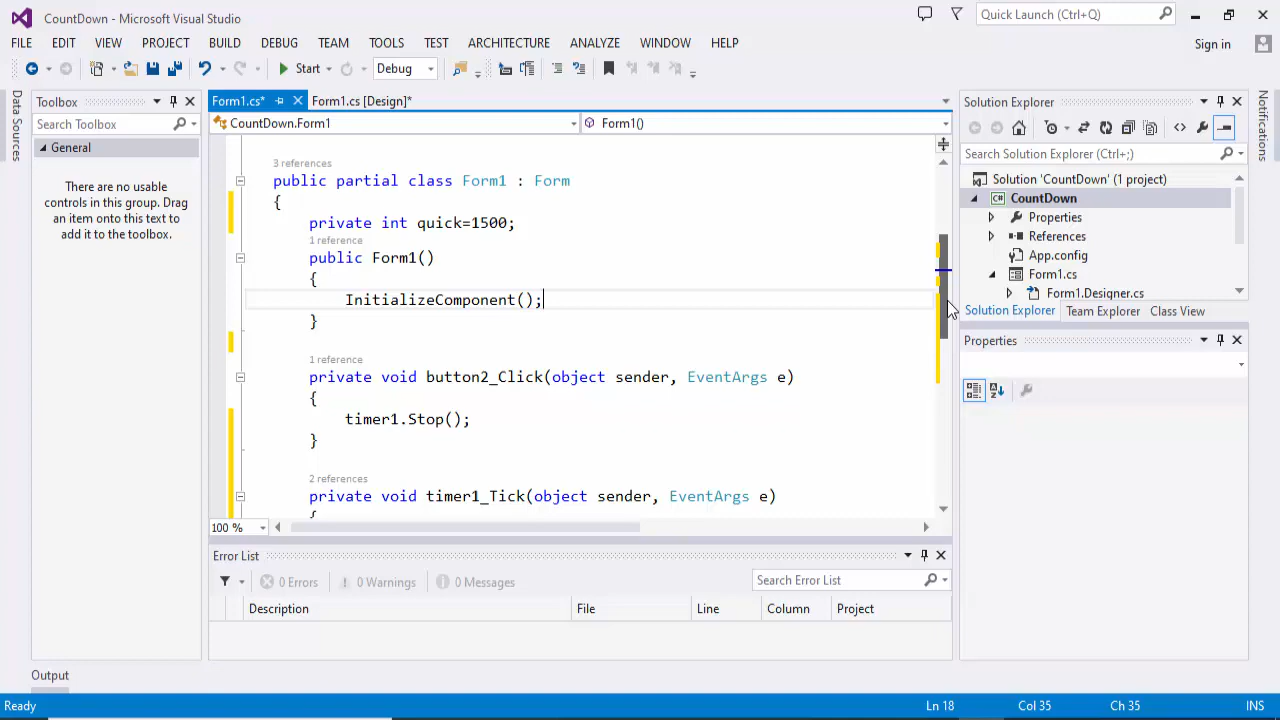 CountDown - Microsoft Visual Studio
Quick Launch (Ctrl+Q)
FILE EDIT VIEW PROJECT BUILD DEBUG TEAM TOOLS TEST ARCHITECTURE ANALYZE WINDOW HELP
Sign in
Start Debug
Data Sources
Toolbox
Search Toolbox
General
There are no usable
controls in this group. Drag
an item onto this text to
add it to the toolbox.
Form1.cs* Form1.cs [Design]*
CountDown.Form1 Form1()
3 references
public partial class Form1 : Form
{
private int quick=1500;
1 reference
public Form1()
{
InitializeComponent();
}
1 reference
private void button2_Click(object sender, EventArgs e)
{
timer1.Stop();
}
2 references
private void timer1_Tick(object sender, EventArgs e)
{
100 %
Error List
0 Errors 0 Warnings 0 Messages
Search Error List
Description File Line Column Project
Solution Explorer
Search Solution Explorer (Ctrl+;)
Solution 'CountDown' (1 project)
C# CountDown
Properties
References
App.config
Form1.cs
Form1.Designer.cs
Solution Explorer Team Explorer Class View
Properties
Notifications
Output
Ready
Ln 18 Col 35 Ch 35 INS